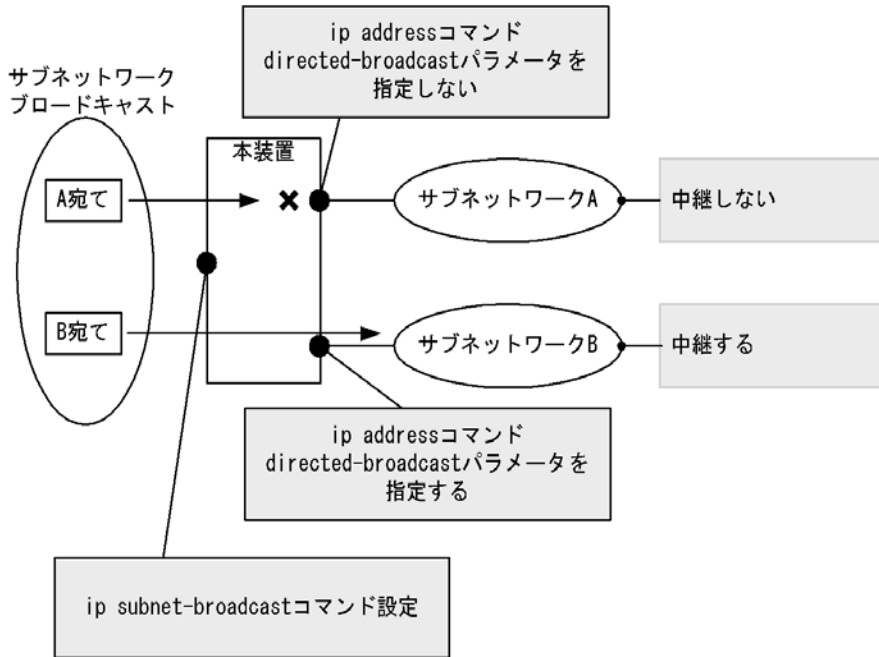 ip addressコマンド
directed-broadcastパラメータを
指定しない
サブネットワーク
ブロードキャスト
本装置
A宛て
サブネットワークA
中継しない
B宛て
サブネットワークB
中継する
ip addressコマンド
directed-broadcastパラメータを
指定する
ip subnet-broadcastコマンド設定